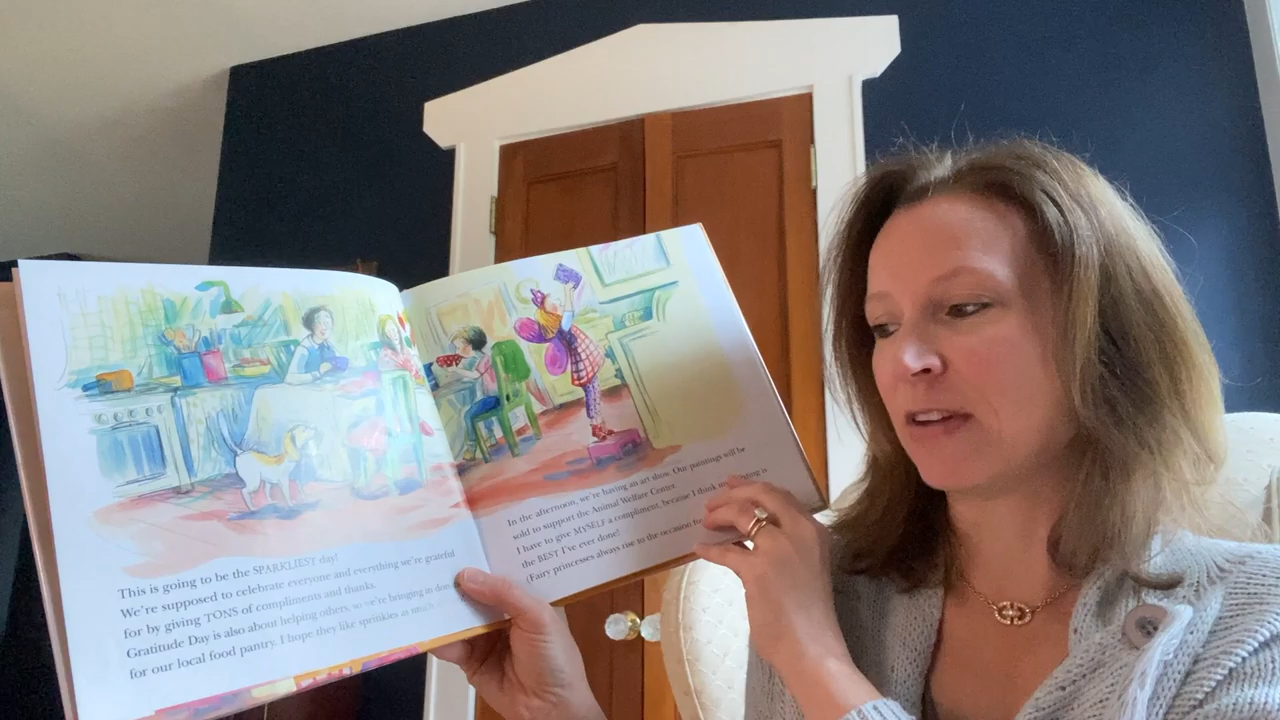 This is going to be the SPARKLIEST day!
We're supposed to celebrate everyone and everything we're grateful
for by giving TONS of compliments and thanks.
Gratitude Day is also about helping others, so we're bringing in
for our local food pantry. I hope they like sprinkles as much
In the afternoon, we're having an art show. Our paintings will be
sold to support the Animal Welfare Center.
I have to give MYSELF a compliment, because I think is
the BEST I've ever done!
(Fairy princesses always rise to the occasion